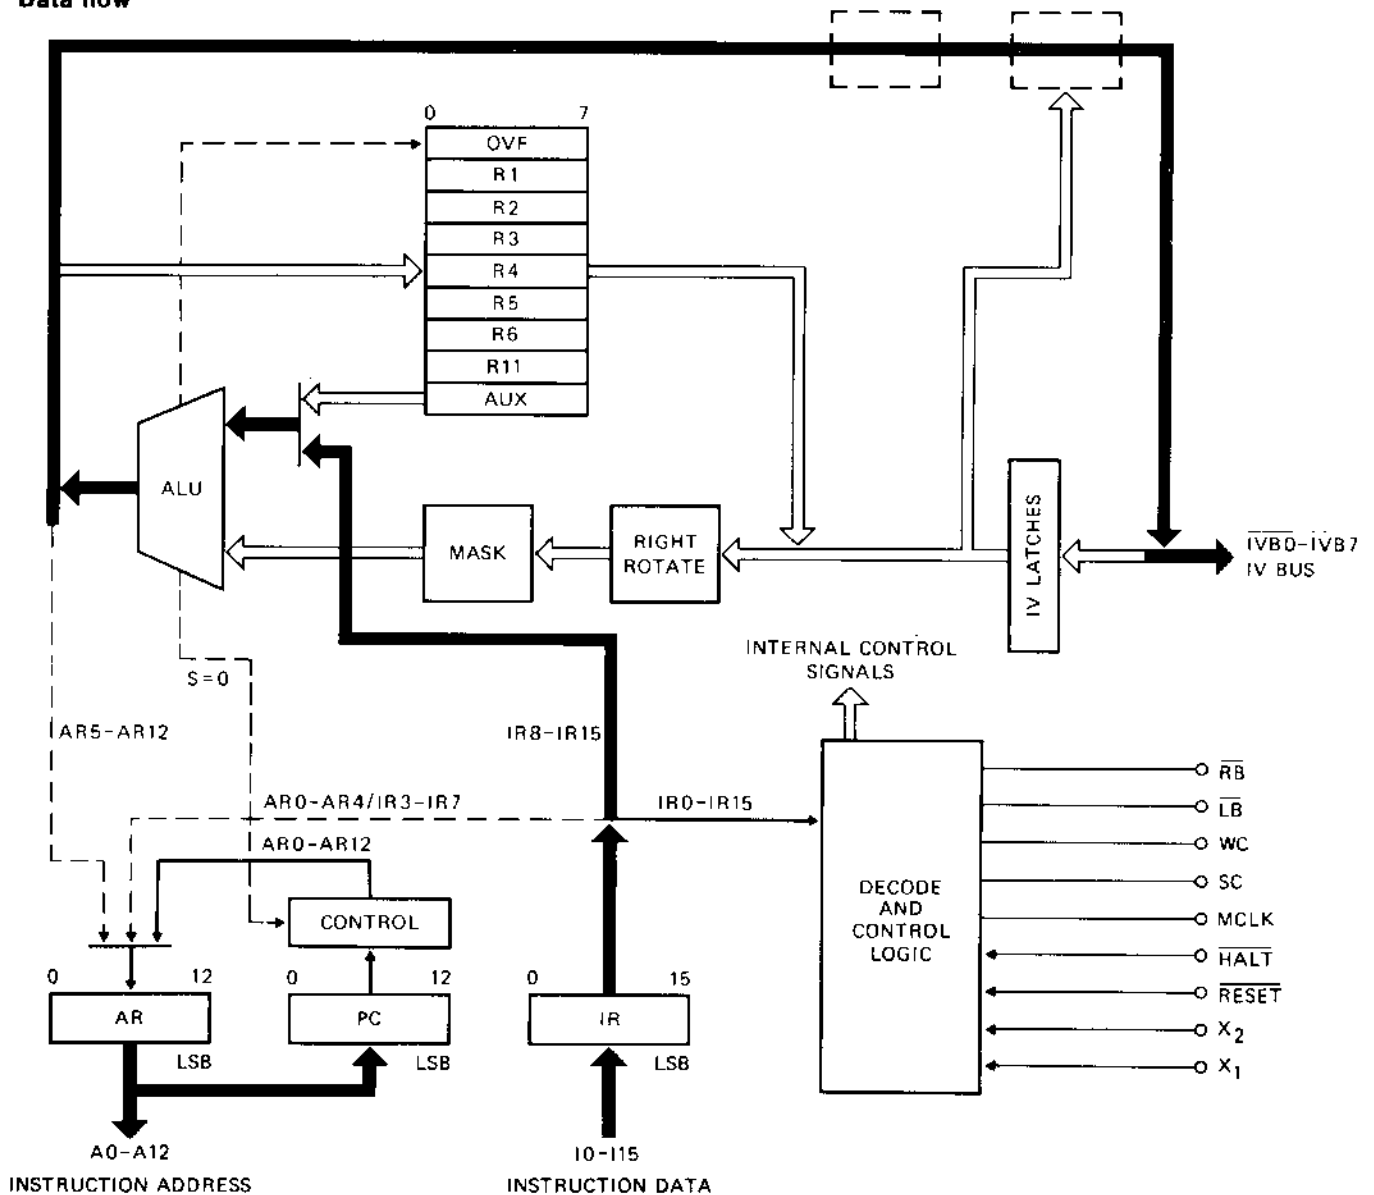 Data flow
0 7
OVF
R1
R2
R3
R4
R5
R6
R11
AUX
ALU
MASK
RIGHT
ROTATE
IV LATCHES
IVB0-IVB7
IV BUS
INTERNAL CONTROL
SIGNALS
S=0
AR5-AR12
IR8-IR15
AR0-AR4/IR3-IR7
IR0-IR15
AR0-AR12
RB
LB
WC
SC
MCLK
HALT
RESET
X2
X1
DECODE
AND
CONTROL
LOGIC
CONTROL
0 12
AR
LSB
0 12
PC
LSB
0 15
IR
LSB
A0-A12
INSTRUCTION ADDRESS
I0-I15
INSTRUCTION DATA